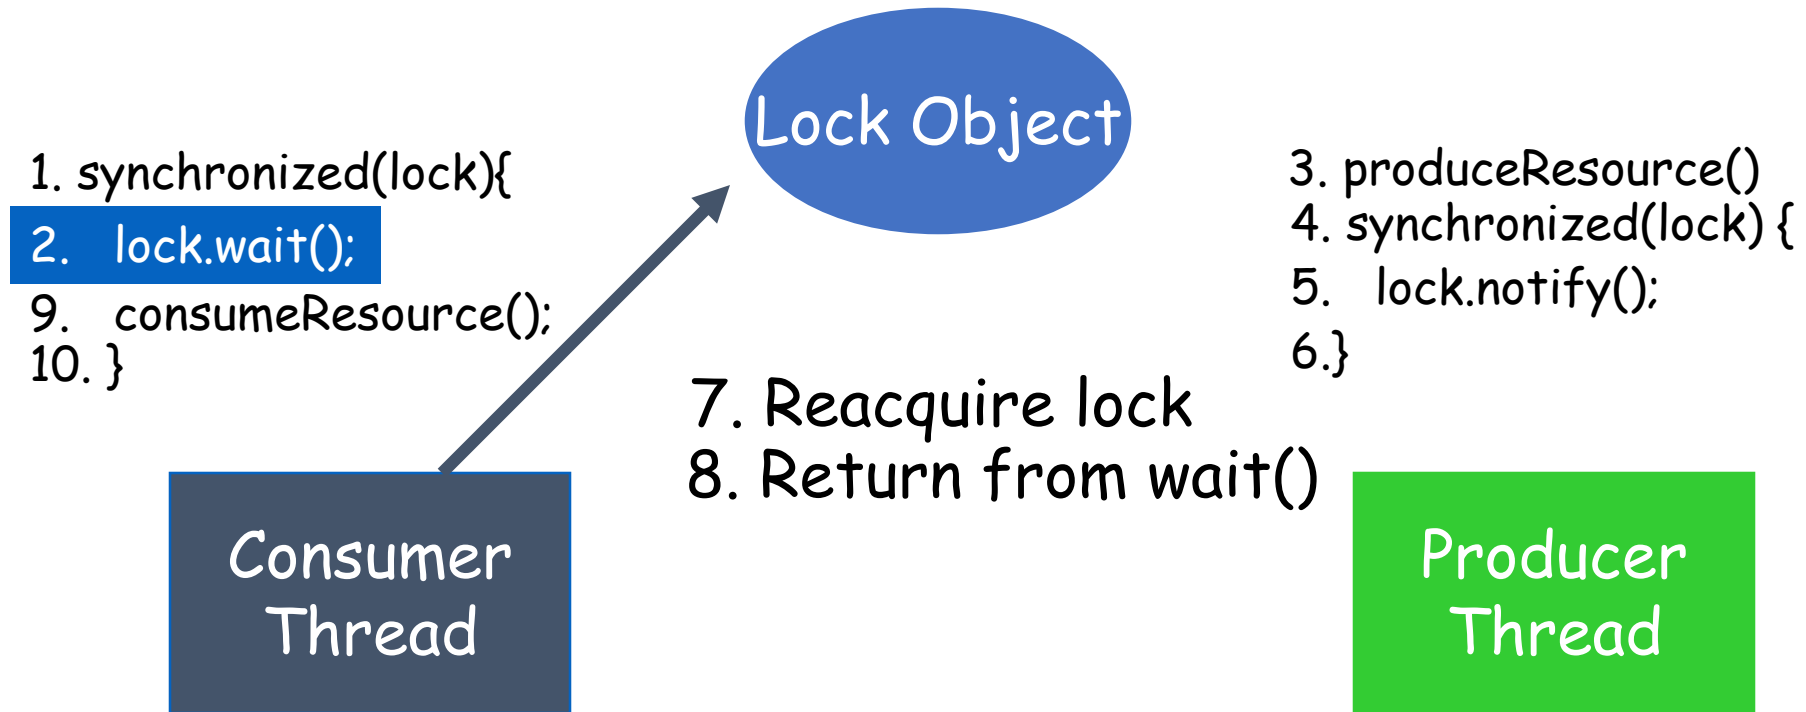 Lock Object
1. synchronized(lock){
2. lock.wait();
9. consumeResource();
10. }
3. produceResource()
4. synchronized(lock) {
5. lock.notify();
6.}
7. Reacquire lock
8. Return from wait()
Consumer
Thread
Producer
Thread